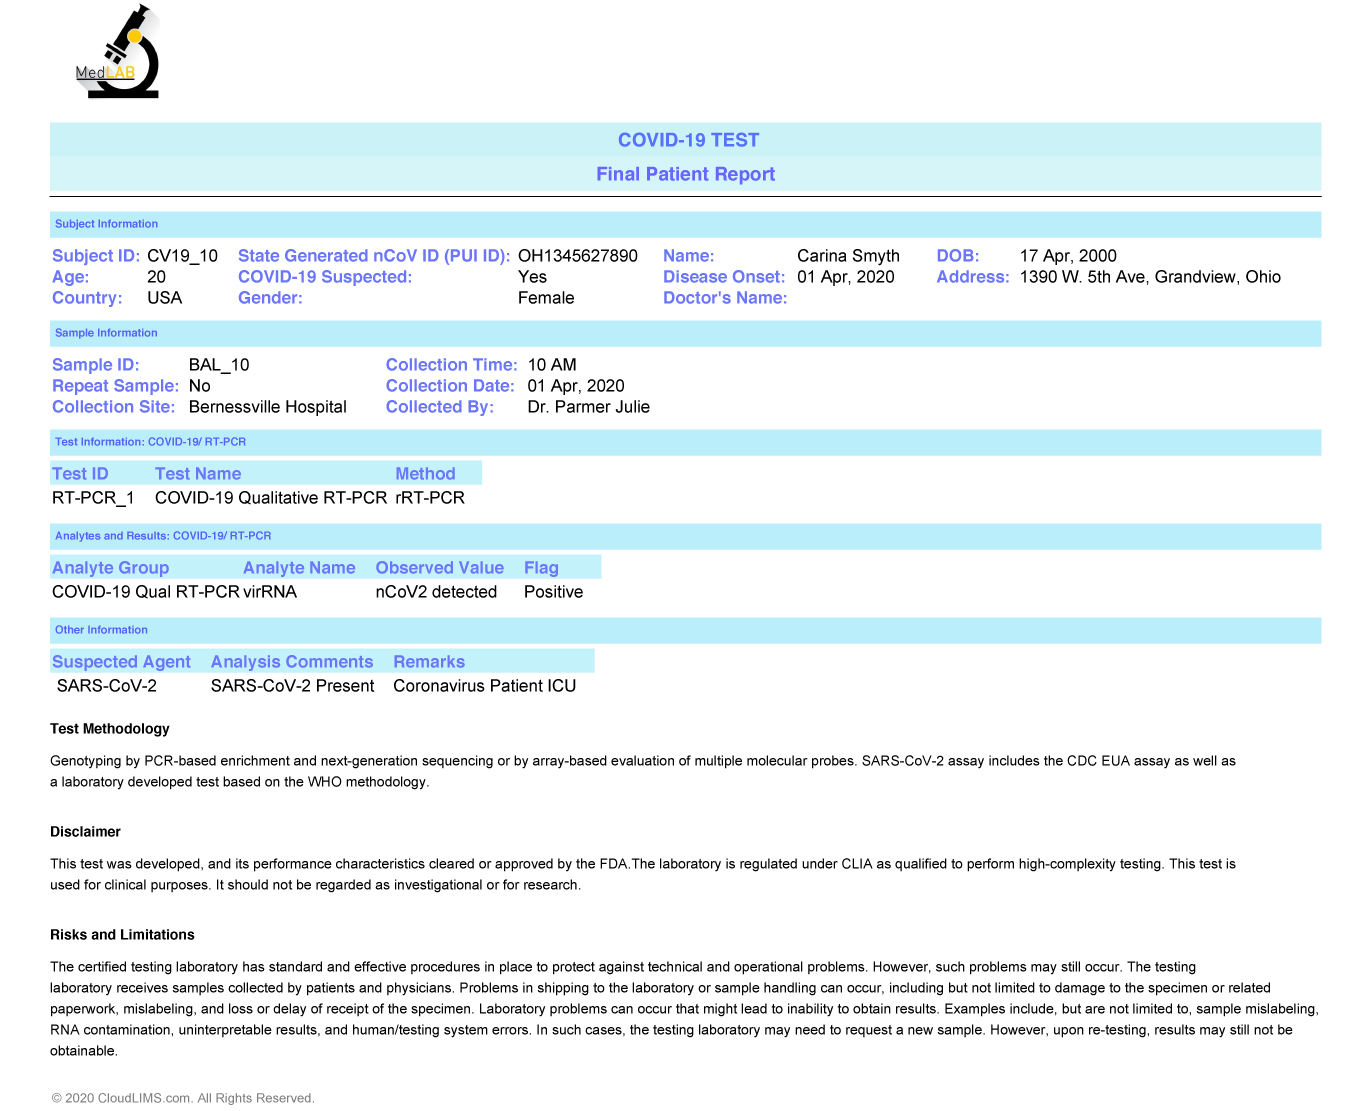 MedLAB
COVID-19 TEST
Final Patient Report
Subject Information
Subject ID: CV19_10 State Generated nCoV ID (PUI ID): OH1345627890 Name: Carina Smyth DOB: 17 Apr, 2000
Age: 20 COVID-19 Suspected: Yes Disease Onset: 01 Apr, 2020 Address: 1390 W. 5th Ave, Grandview, Ohio
Country: USA Gender: Female Doctor's Name:
Sample Information
Sample ID: BAL_10 Collection Time: 10 AM
Repeat Sample: No Collection Date: 01 Apr, 2020
Collection Site: Bernessville Hospital Collected By: Dr. Parmer Julie
Test Information: COVID-19/ RT-PCR
Test ID Test Name Method
RT-PCR_1 COVID-19 Qualitative RT-PCR rRT-PCR
Analytes and Results: COVID-19/ RT-PCR
Analyte Group Analyte Name Observed Value Flag
COVID-19 Qual RT-PCR virRNA nCoV2 detected Positive
Other Information
Suspected Agent Analysis Comments Remarks
SARS-CoV-2 SARS-CoV-2 Present Coronavirus Patient ICU
Test Methodology
Genotyping by PCR-based enrichment and next-generation sequencing or by array-based evaluation of multiple molecular probes. SARS-CoV-2 assay includes the CDC EUA assay as well as
a laboratory developed test based on the WHO methodology.
Disclaimer
This test was developed, and its performance characteristics cleared or approved by the FDA.The laboratory is regulated under CLIA as qualified to perform high-complexity testing. This test is
used for clinical purposes. It should not be regarded as investigational or for research.
Risks and Limitations
The certified testing laboratory has standard and effective procedures in place to protect against technical and operational problems. However, such problems may still occur. The testing
laboratory receives samples collected by patients and physicians. Problems in shipping to the laboratory or sample handling can occur, including but not limited to damage to the specimen or related
paperwork, mislabeling, and loss or delay of receipt of the specimen. Laboratory problems can occur that might lead to inability to obtain results. Examples include, but are not limited to, sample mislabeling,
RNA contamination, uninterpretable results, and human/testing system errors. In such cases, the testing laboratory may need to request a new sample. However, upon re-testing, results may still not be
obtainable.
© 2020 CloudLIMS.com. All Rights Reserved.